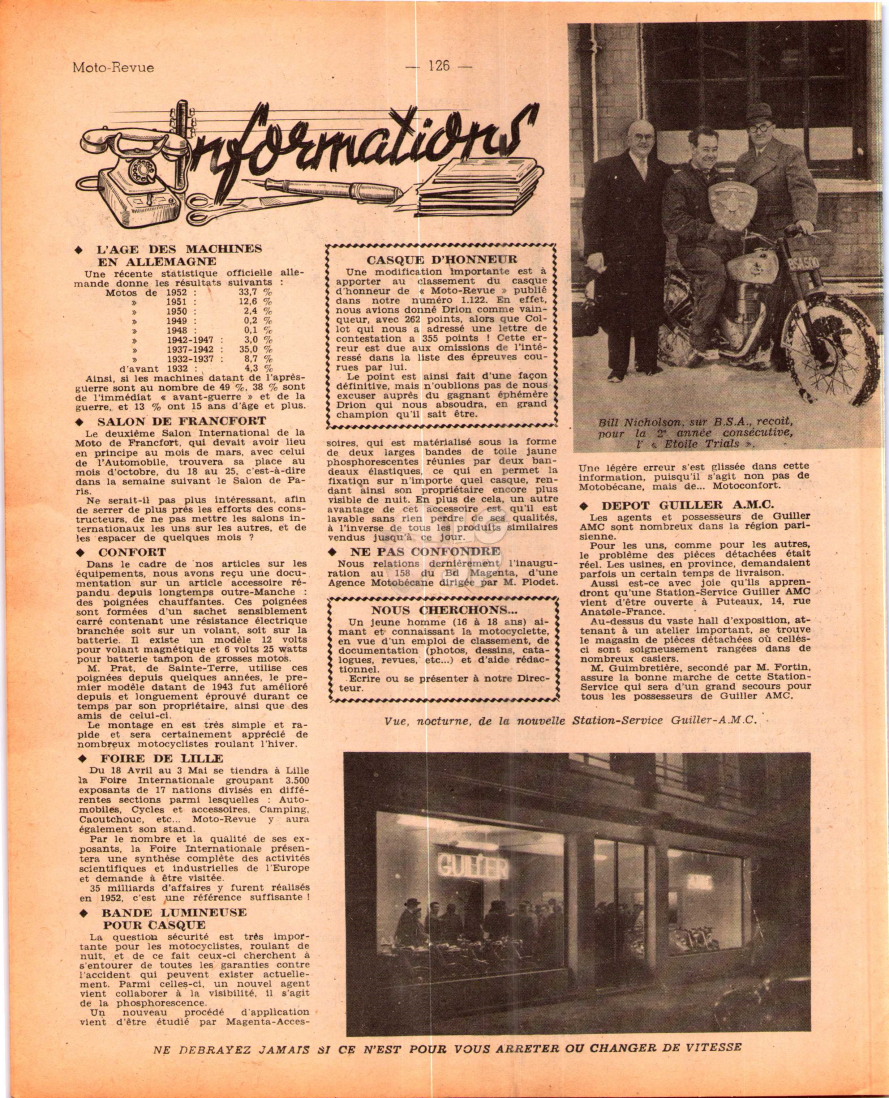 Moto-Revue
— 126 —
Informations
◆ L'AGE DES MACHINES
EN ALLEMAGNE
Une récente statistique officielle alle-
mande donne les résultats suivants :
Motos de 1952 : 33,7 %
» 1951 : 12,6 %
» 1950 : 2,4 %
» 1949 : 0,2 %
» 1948 : 0,1 %
» 1942-1947 : 3,0 %
» 1937-1942 : 35,0 %
» 1932-1937 : 8,7 %
d'avant 1932 : 4,3 %
Ainsi, si les machines datant de l'après-
guerre sont au nombre de 49 %, 38 % sont
de l'immédiat « avant-guerre » et de la
guerre, et 13 % ont 15 ans d'âge et plus.
◆ SALON DE FRANCFORT
Le deuxième Salon International de la
Moto de Francfort, qui devait avoir lieu
en principe au mois de mars, avec celui
de l'Automobile, trouvera sa place au
mois d'octobre, du 18 au 25, c'est-à-dire
dans la semaine suivant le Salon de Pa-
ris.
Ne serait-il pas plus intéressant, afin
de serrer de plus près les efforts des cons-
tructeurs, de ne pas mettre les salons in-
ternationaux les uns sur les autres, et de
les espacer de quelques mois ?
◆ CONFORT
Dans le cadre de nos articles sur les
équipements, nous avons reçu une docu-
mentation sur un article accessoire ré-
pandu depuis longtemps outre-Manche :
des poignées chauffantes. Ces poignées
sont formées d'un sachet sensiblement
carré contenant une résistance électrique
branchée soit sur un volant, soit sur la
batterie. Il existe un modèle 12 volts
pour volant magnétique et 6 volts 25 watts
pour batterie tampon de grosses motos.
M. Prat, de Sainte-Terre, utilise ces
poignées depuis quelques années, le pre-
mier modèle datant de 1943 fut amélioré
depuis et longuement éprouvé durant ce
temps par son propriétaire, ainsi que des
amis de celui-ci.
Le montage en est très simple et ra-
pide et sera certainement apprécié de
nombreux motocyclistes roulant l'hiver.
◆ FOIRE DE LILLE
Du 18 Avril au 3 Mai se tiendra à Lille
la Foire Internationale groupant 3.500
exposants de 17 nations divisés en diffé-
rentes sections parmi lesquelles : Auto-
mobiles, Cycles et accessoires, Camping,
Caoutchouc, etc... Moto-Revue y aura
également son stand.
Par le nombre et la qualité de ses ex-
posants, la Foire Internationale présen-
tera une synthèse complète des activités
scientifiques et industrielles de l'Europe
et demande à être visitée.
35 milliards d'affaires y furent réalisés
en 1952, c'est une référence suffisante !
◆ BANDE LUMINEUSE
POUR CASQUE
La question sécurité est très impor-
tante pour les motocyclistes, roulant de
nuit, et de ce fait ceux-ci cherchent à
s'entourer de toutes les garanties contre
l'accident qui peuvent exister actuelle-
ment. Parmi celles-ci, un nouvel agent
vient collaborer à la visibilité, il s'agit
de la phosphorescence.
Un nouveau procédé d'application
vient d'être étudié par Magenta-Acces-
CASQUE D'HONNEUR
Une modification importante est à
apporter au classement du casque
d'honneur de « Moto-Revue » publié
dans notre numéro 1.122. En effet,
nous avions donné Drion comme vain-
queur, avec 262 points, alors que Col-
lot qui nous a adressé une lettre de
contestation a 355 points ! Cette er-
reur est due aux omissions de l'inté-
ressé dans la liste des épreuves cou-
rues par lui.
Le point est ainsi fait d'une façon
définitive, mais n'oublions pas de nous
excuser auprès du gagnant éphémère
Drion qui nous absoudra, en grand
champion qu'il sait être.
soires, qui est matérialisé sous la forme
de deux larges bandes de toile jaune
phosphorescentes réunies par deux ban-
deaux élastiques, ce qui en permet la
fixation sur n'importe quel casque, ren-
dant ainsi son propriétaire encore plus
visible de nuit. En plus de cela, un autre
avantage de cet accessoire est qu'il est
lavable sans rien perdre de ses qualités,
à l'inverse de tous les produits similaires
vendus jusqu'à ce jour.
◆ NE PAS CONFONDRE
Nous relations dernièrement l'inaugu-
ration au 158 du Bd Magenta, d'une
Agence Motobécane dirigée par M. Plodet.
NOUS CHERCHONS...
Un jeune homme (16 à 18 ans) ai-
mant et connaissant la motocyclette,
en vue d'un emploi de classement, de
documentation (photos, dessins, cata-
logues, revues, etc...) et d'aide rédac-
tionnel.
Ecrire ou se présenter à notre Direc-
teur.
BSA 500
Bill Nicholson, sur B.S.A., reçoit,
pour la 2e année consécutive,
l' « Etoile Trials ».
Une légère erreur s'est glissée dans cette
information, puisqu'il s'agit non pas de
Motobécane, mais de... Motoconfort.
◆ DEPOT GUILLER A.M.C.
Les agents et possesseurs de Guiller
AMC sont nombreux dans la région pari-
sienne.
Pour les uns, comme pour les autres,
le problème des pièces détachées était
réel. Les usines, en province, demandaient
parfois un certain temps de livraison.
Aussi est-ce avec joie qu'ils appren-
dront qu'une Station-Service Guiller AMC
vient d'être ouverte à Puteaux, 14, rue
Anatole-France.
Au-dessus du vaste hall d'exposition, at-
tenant à un atelier important, se trouve
le magasin de pièces détachées où cellès-
ci sont soigneusement rangées dans de
nombreux casiers.
M. Guimbretière, secondé par M. Fortin,
assure la bonne marche de cette Station-
Service qui sera d'un grand secours pour
tous les possesseurs de Guiller AMC.
Vue, nocturne, de la nouvelle Station-Service Guiller-A.M.C.
GUILLER
AMC
NE DEBRAYEZ JAMAIS SI CE N'EST POUR VOUS ARRETER OU CHANGER DE VITESSE